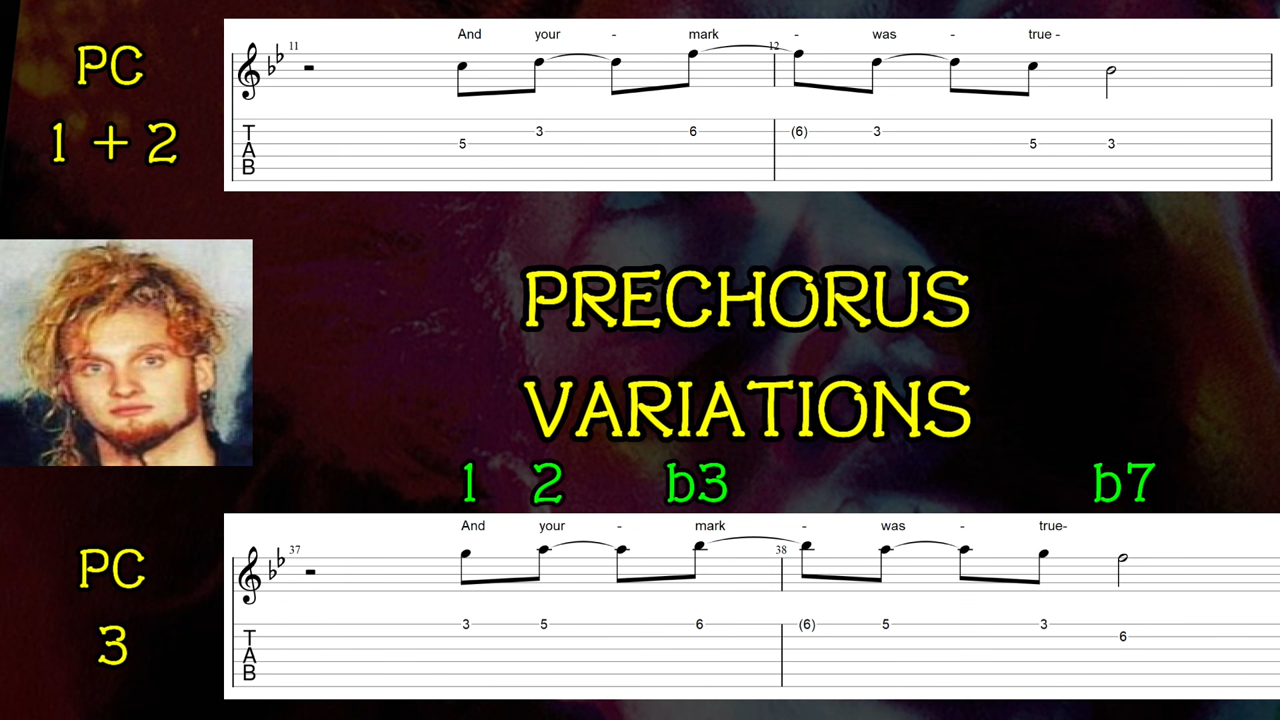 PC
1 + 2
11 And your - mark - was - true -
12
T 3 6 (6) 3
A 5 5 3
B
PRECHORUS
VARIATIONS
1 2 b3 b7
PC
3
37 And your - mark - was - true-
38
3 5 6 (6) 5 3
T 6
A
B